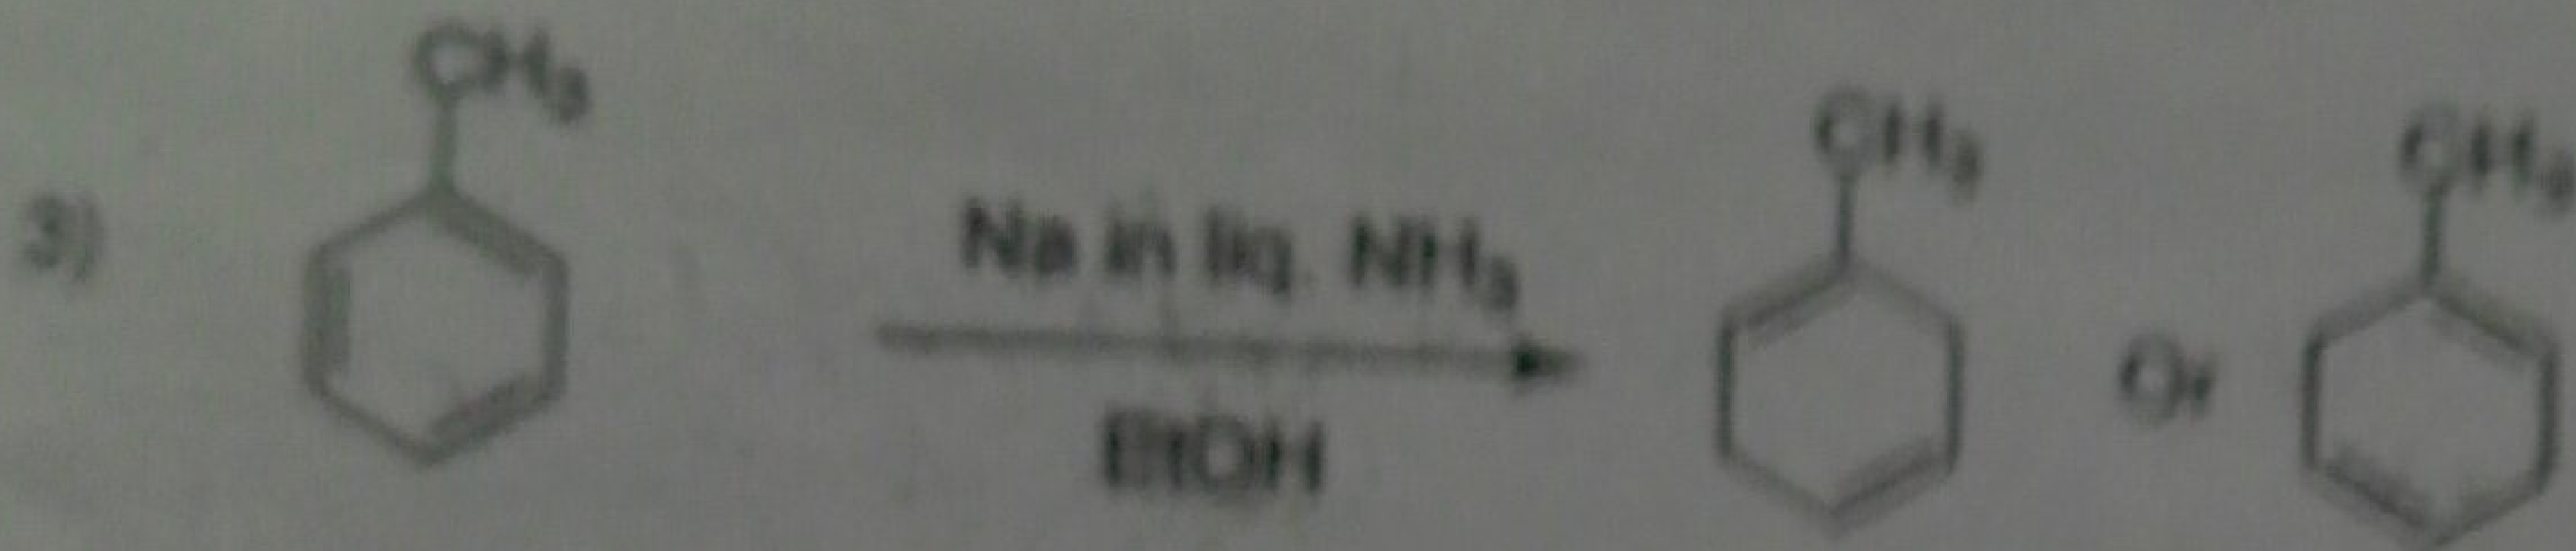 CH₃
CH₃
CH₃
3)
Na in liq. NH₃
Or
EtOH